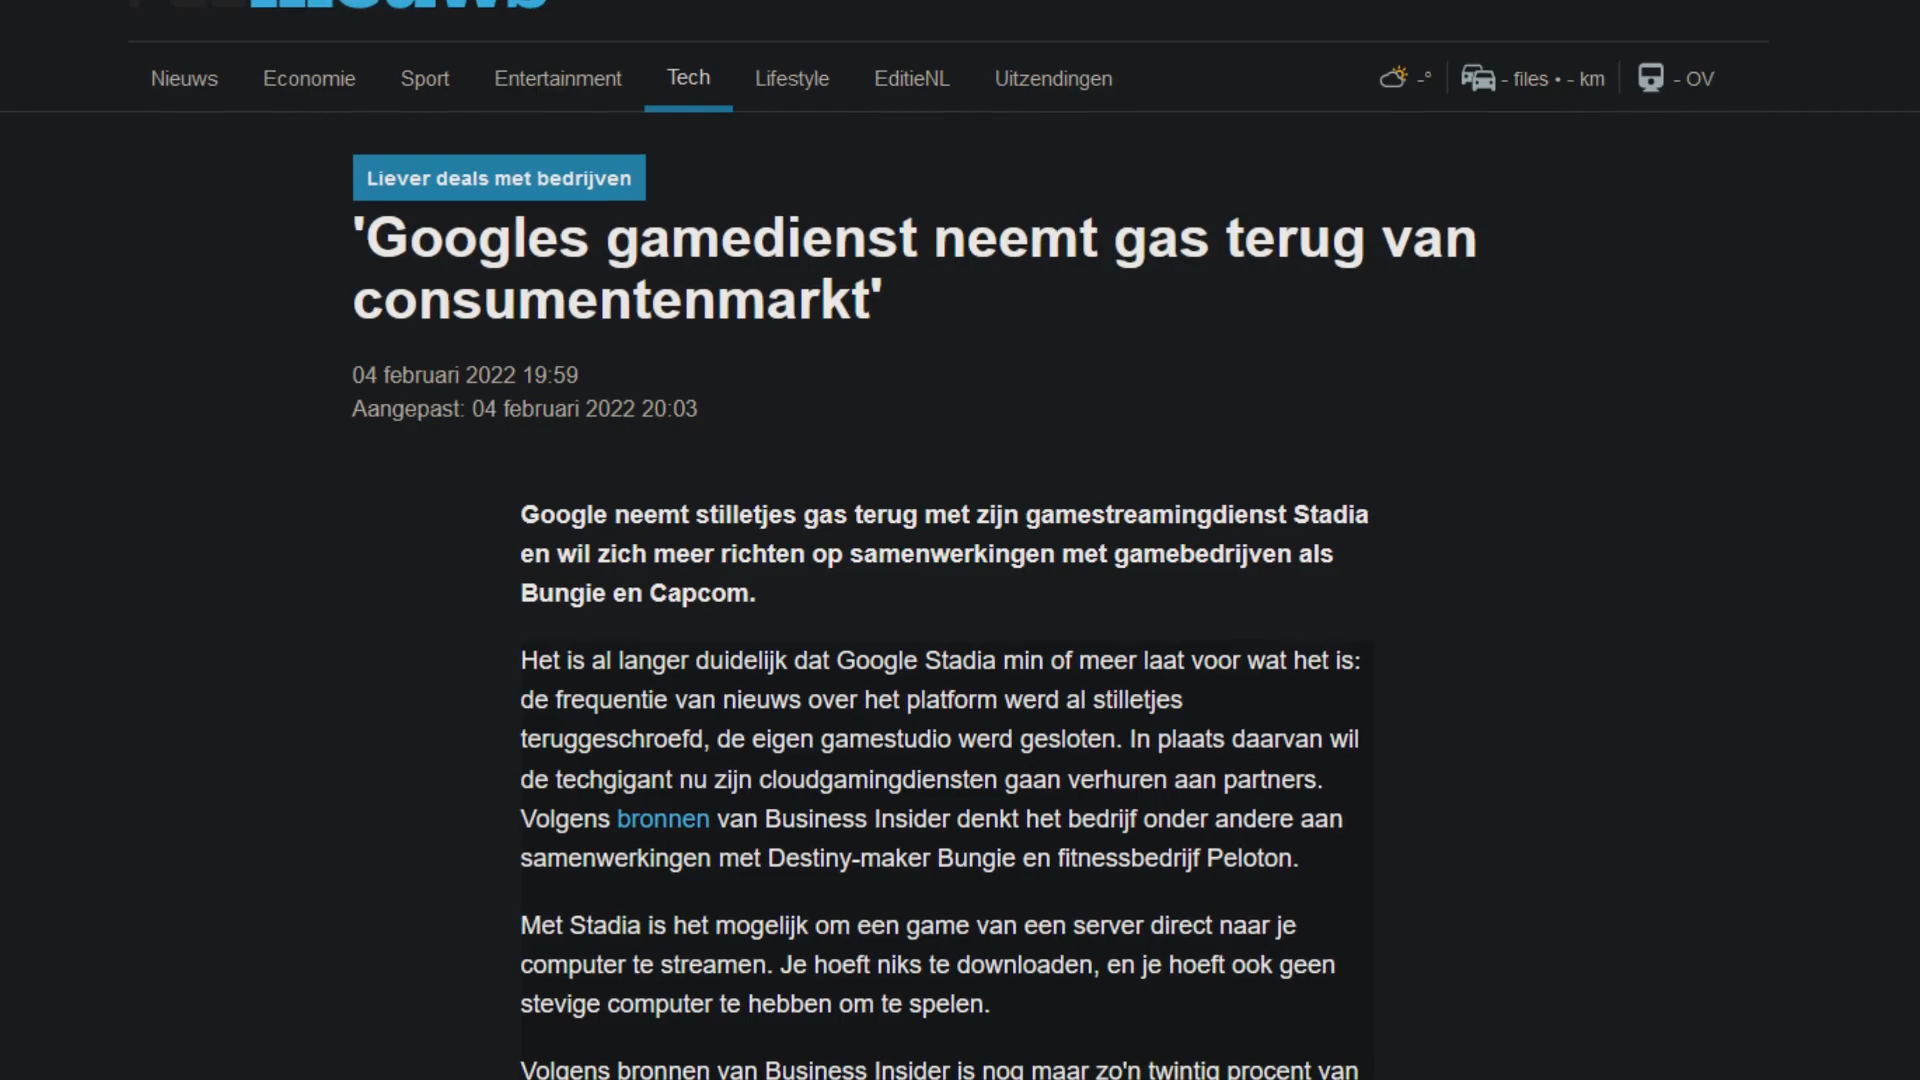 nieuws
Nieuws Economie Sport Entertainment Tech Lifestyle EditieNL Uitzendingen -° - files • - km - OV
Liever deals met bedrijven
'Googles gamedienst neemt gas terug van
consumentenmarkt'
04 februari 2022 19:59
Aangepast: 04 februari 2022 20:03
Google neemt stilletjes gas terug met zijn gamestreamingdienst Stadia
en wil zich meer richten op samenwerkingen met gamebedrijven als
Bungie en Capcom.
Het is al langer duidelijk dat Google Stadia min of meer laat voor wat het is:
de frequentie van nieuws over het platform werd al stilletjes
teruggeschroefd, de eigen gamestudio werd gesloten. In plaats daarvan wil
de techgigant nu zijn cloudgamingdiensten gaan verhuren aan partners.
Volgens bronnen van Business Insider denkt het bedrijf onder andere aan
samenwerkingen met Destiny-maker Bungie en fitnessbedrijf Peloton.
Met Stadia is het mogelijk om een game van een server direct naar je
computer te streamen. Je hoeft niks te downloaden, en je hoeft ook geen
stevige computer te hebben om te spelen.
Volgens bronnen van Business Insider is nog maar zo'n twintig procent van